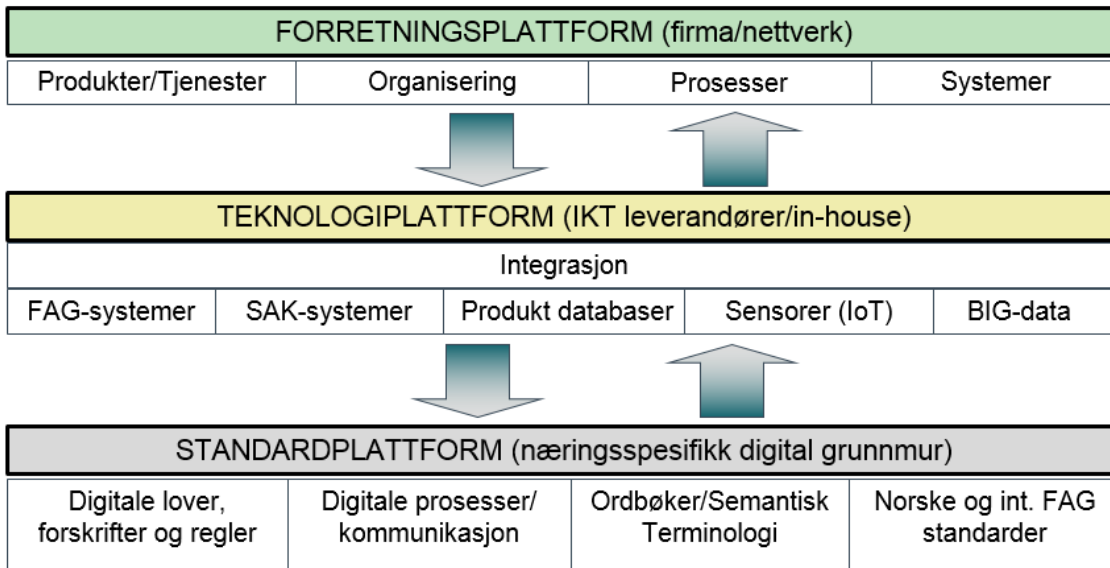 FORRETNINGSPLATTFORM (firma/nettverk)
Produkter/Tjenester
Organisering
Prosesser
Systemer
TEKNOLOGIPLATTFORM (IKT leverandører/in-house)
Integrasjon
FAG-systemer
SAK-systemer
Produkt databaser
Sensorer (IoT)
BIG-data
STANDARDPLATTFORM (næringsspesifikk digital grunnmur)
Digitale lover,
forskrifter og regler
Digitale prosesser/
kommunikasjon
Ordbøker/Semantisk
Terminologi
Norske og int. FAG
standarder